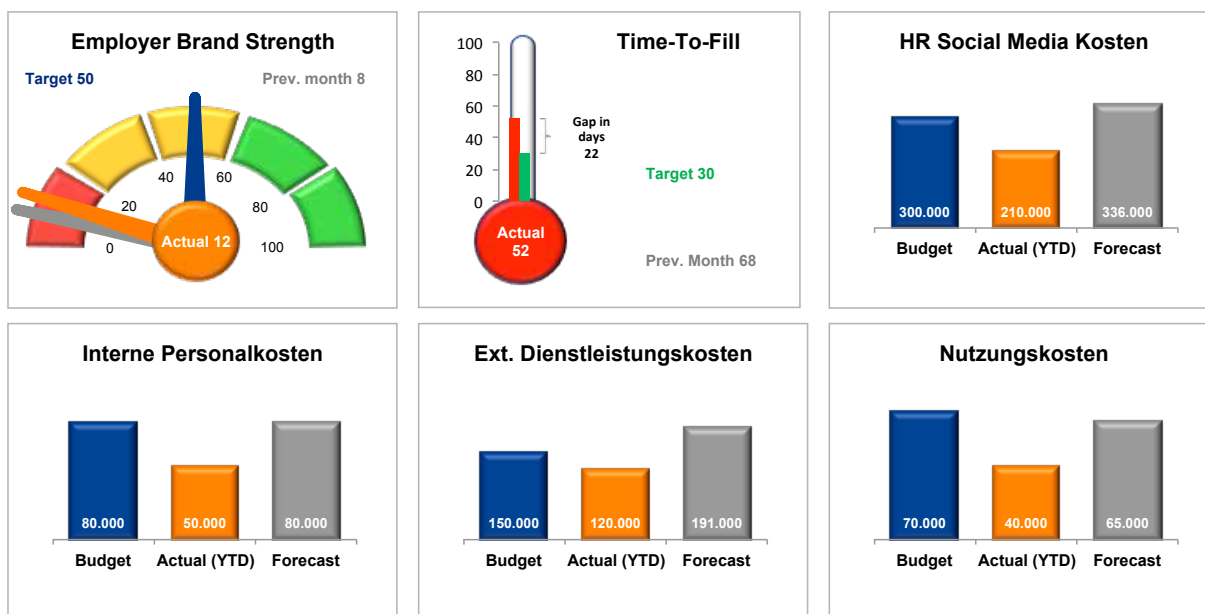 Employer Brand Strength
Target 50
Prev. month 8
0
20
40
60
80
100
Actual 12
Time-To-Fill
100
80
60
40
20
0
Gap in
days
22
Target 30
Actual
52
Prev. Month 68
HR Social Media Kosten
300.000 210.000 336.000
Budget Actual (YTD) Forecast
Interne Personalkosten
80.000 50.000 80.000
Budget Actual (YTD) Forecast
Ext. Dienstleistungskosten
150.000 120.000 191.000
Budget Actual (YTD) Forecast
Nutzungskosten
70.000 40.000 65.000
Budget Actual (YTD) Forecast